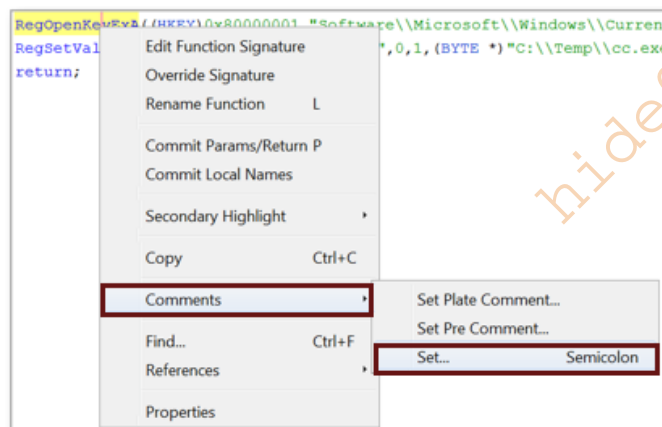 RegOpenKeyExA((HKEY)0x80000001,"Software\\Microsoft\\Windows\\Curren
RegSetVal ",0,1,(BYTE *)"C:\\Temp\\cc.exe
return;
Edit Function Signature
Override Signature
Rename Function L
Commit Params/Return P
Commit Local Names
Secondary Highlight
Copy Ctrl+C
Comments
Set Plate Comment...
Set Pre Comment...
Set... Semicolon
Find... Ctrl+F
References
Properties
hide